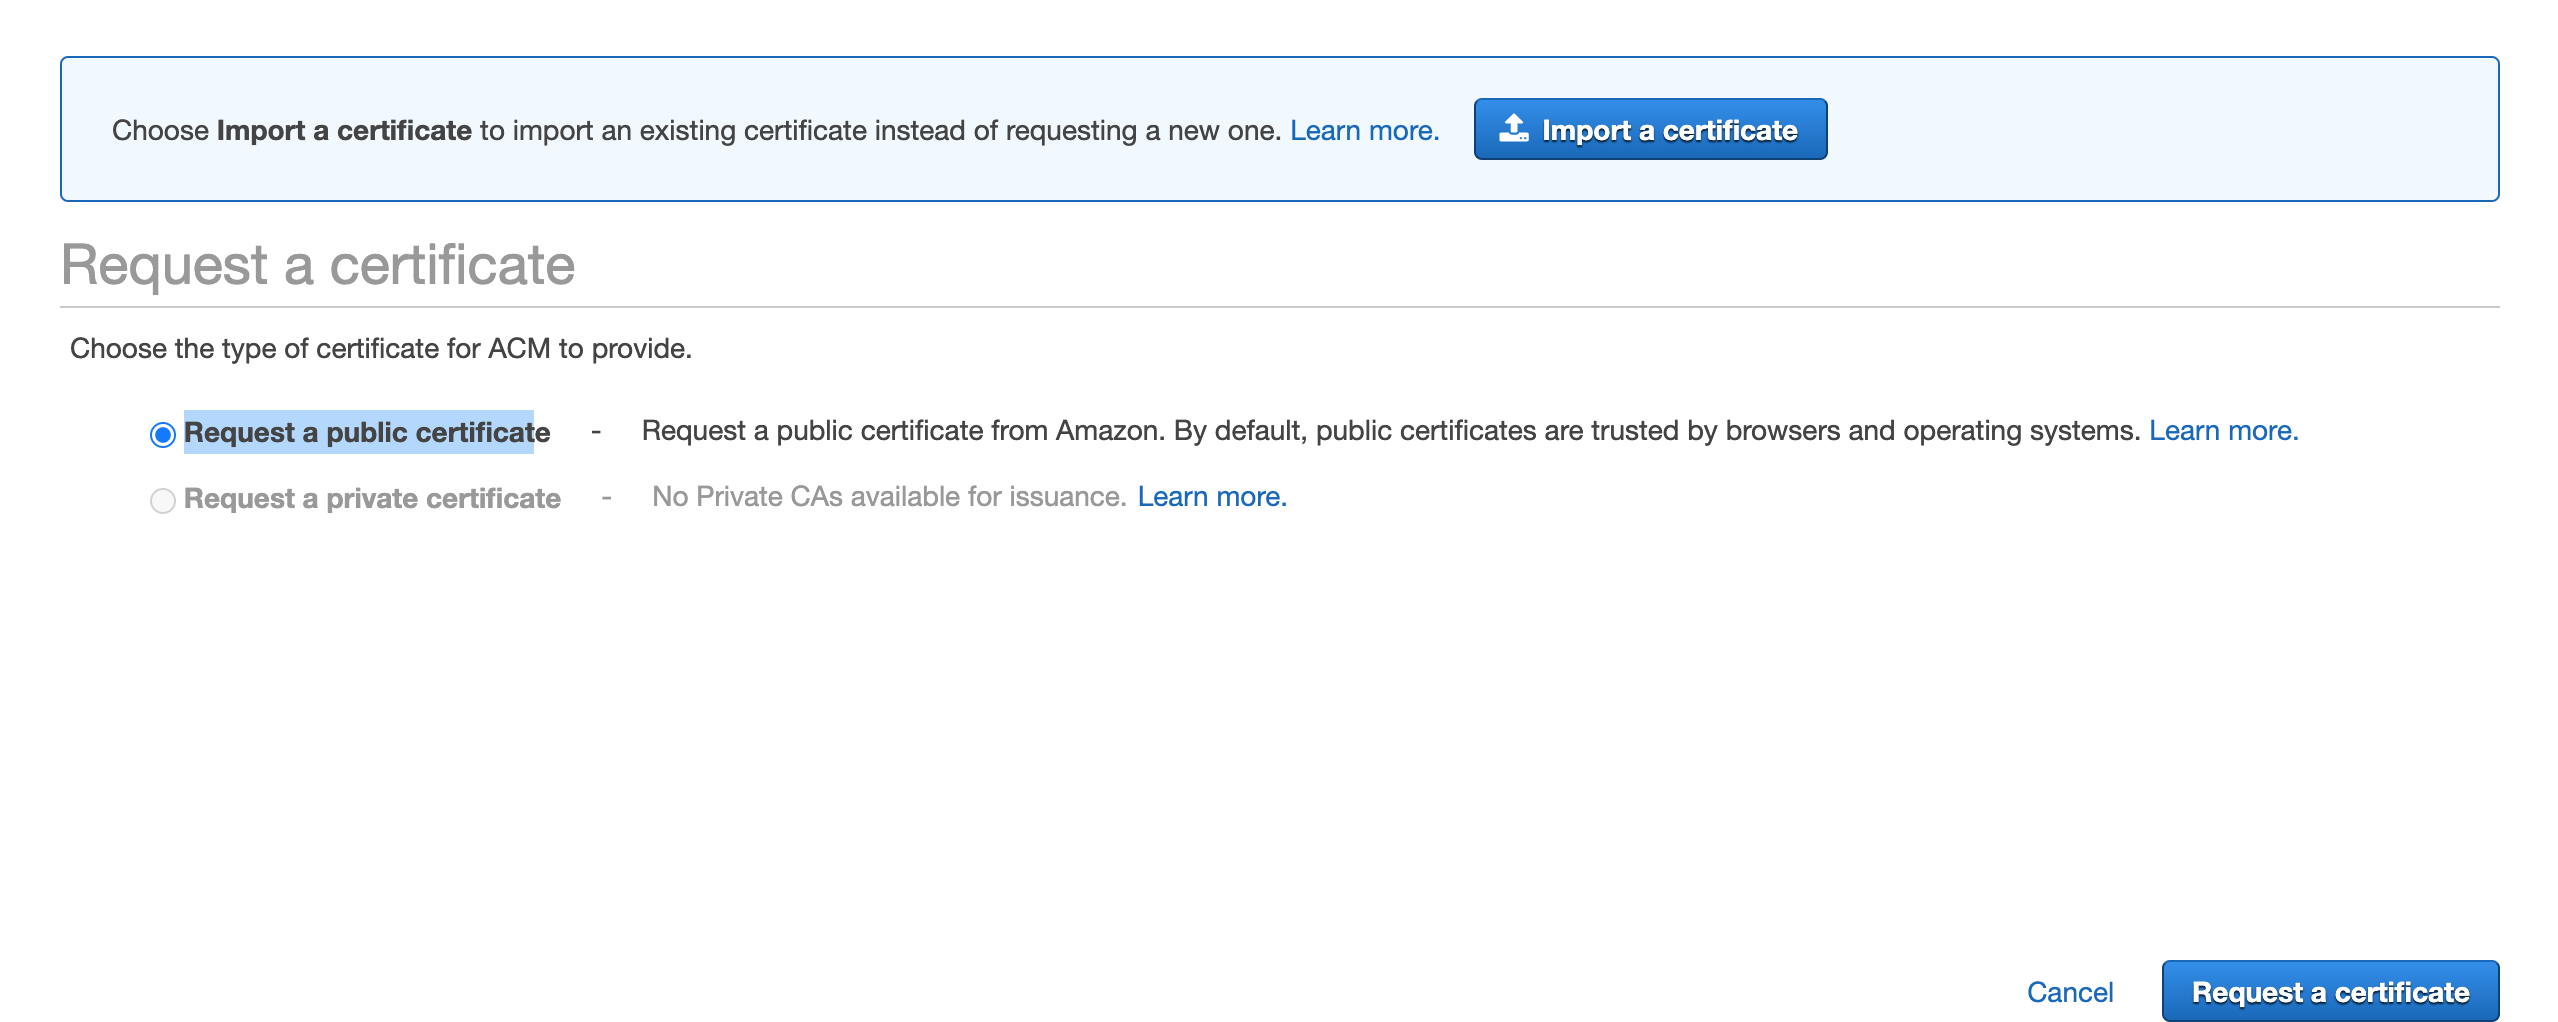 Choose Import a certificate to import an existing certificate instead of requesting a new one. Learn more. Import a certificate
Request a certificate
Choose the type of certificate for ACM to provide.
Request a public certificate - Request a public certificate from Amazon. By default, public certificates are trusted by browsers and operating systems. Learn more.
Request a private certificate - No Private CAs available for issuance. Learn more.
Cancel Request a certificate